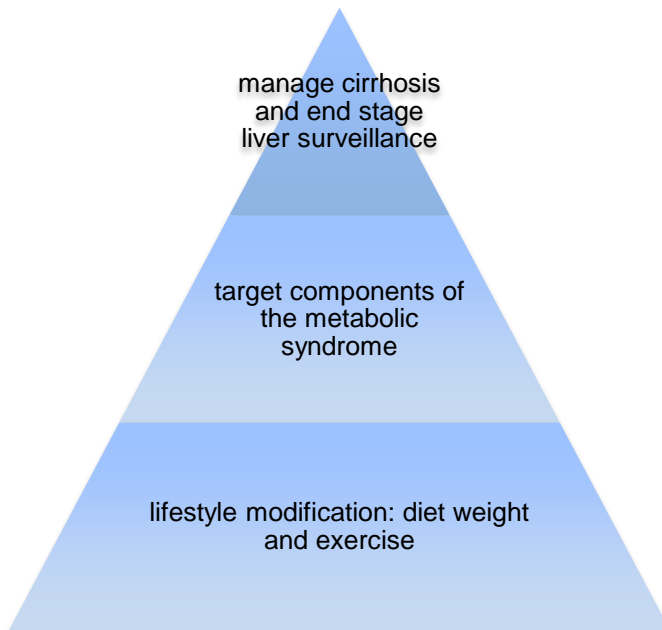 manage cirrhosis
and end stage
liver surveillance
target components of
the metabolic
syndrome
lifestyle modification: diet weight
and exercise